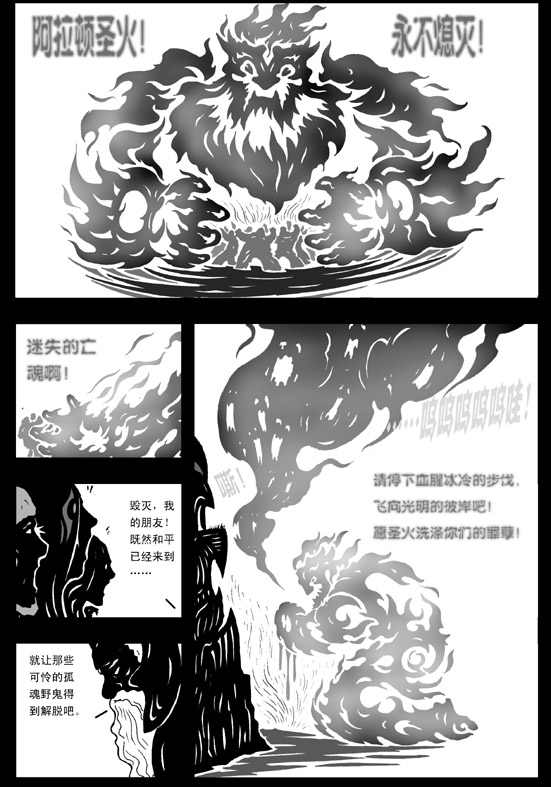 阿拉顿圣火！
永不熄灭！
迷失的亡
魂啊！
……呜呜呜呜呜哇！
嘶！
请停下血腥冰冷的步伐，
飞向光明的彼岸吧！
愿圣火洗涤你们的罪孽！
毁灭，我
的朋友！
既然和平
已经来到
……
就让那些
可怜的孤
魂野鬼得
到解脱吧。